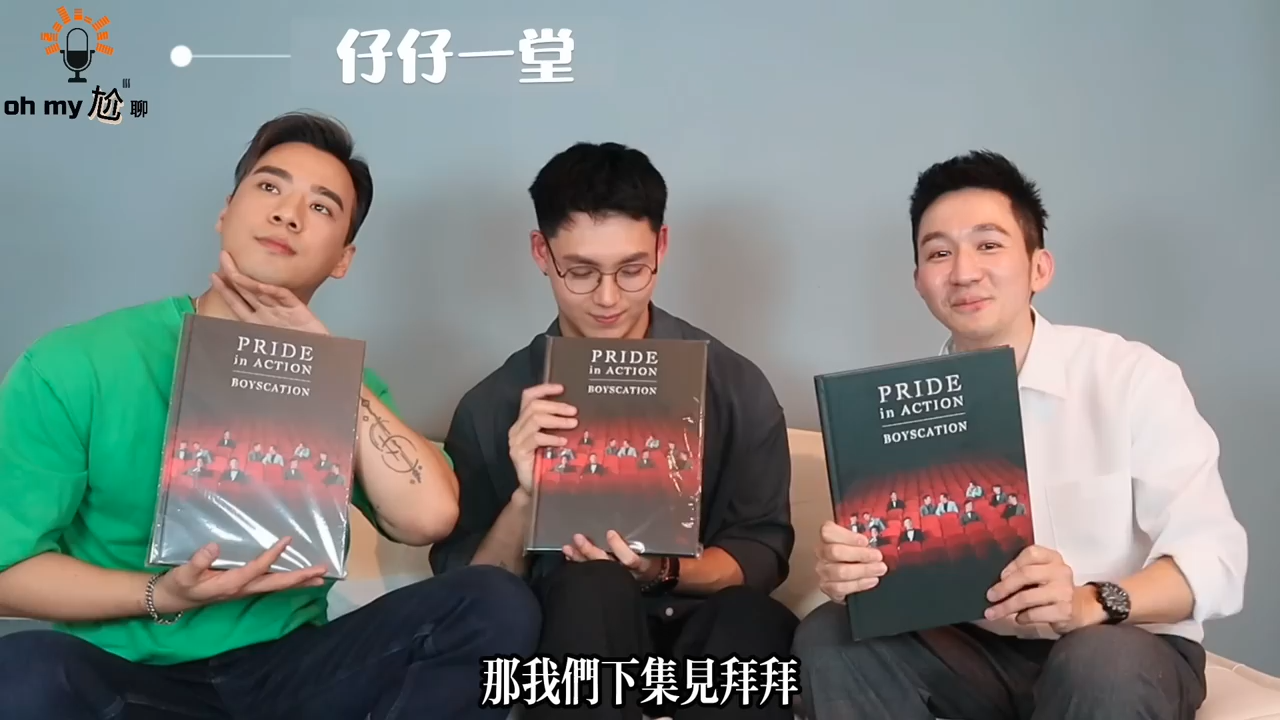 oh my 尬聊
仔仔一堂
PRIDE
in ACTION
BOYSCATION
PRIDE
in ACTION
BOYSCATION
PRIDE
in ACTION
BOYSCATION
那我們下集見拜拜